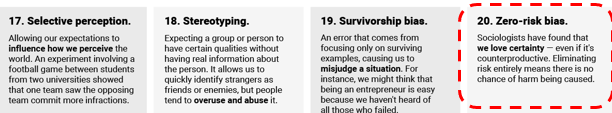 17. Selective perception.
Allowing our expectations to
influence how we perceive the
world. An experiment involving a
football game between students
from two universities showed
that one team saw the opposing
team commit more infractions.
18. Stereotyping.
Expecting a group or person to
have certain qualities without
having real information about
the person. It allows us to
quickly identify strangers as
friends or enemies, but people
tend to overuse and abuse it.
19. Survivorship bias.
An error that comes from
focusing only on surviving
examples, causing us to
misjudge a situation. For
instance, we might think that
being an entrepreneur is easy
because we haven't heard of
all those who failed.
20. Zero-risk bias.
Sociologists have found that
we love certainty — even if it's
counterproductive. Eliminating
risk entirely means there is no
chance of harm being caused.